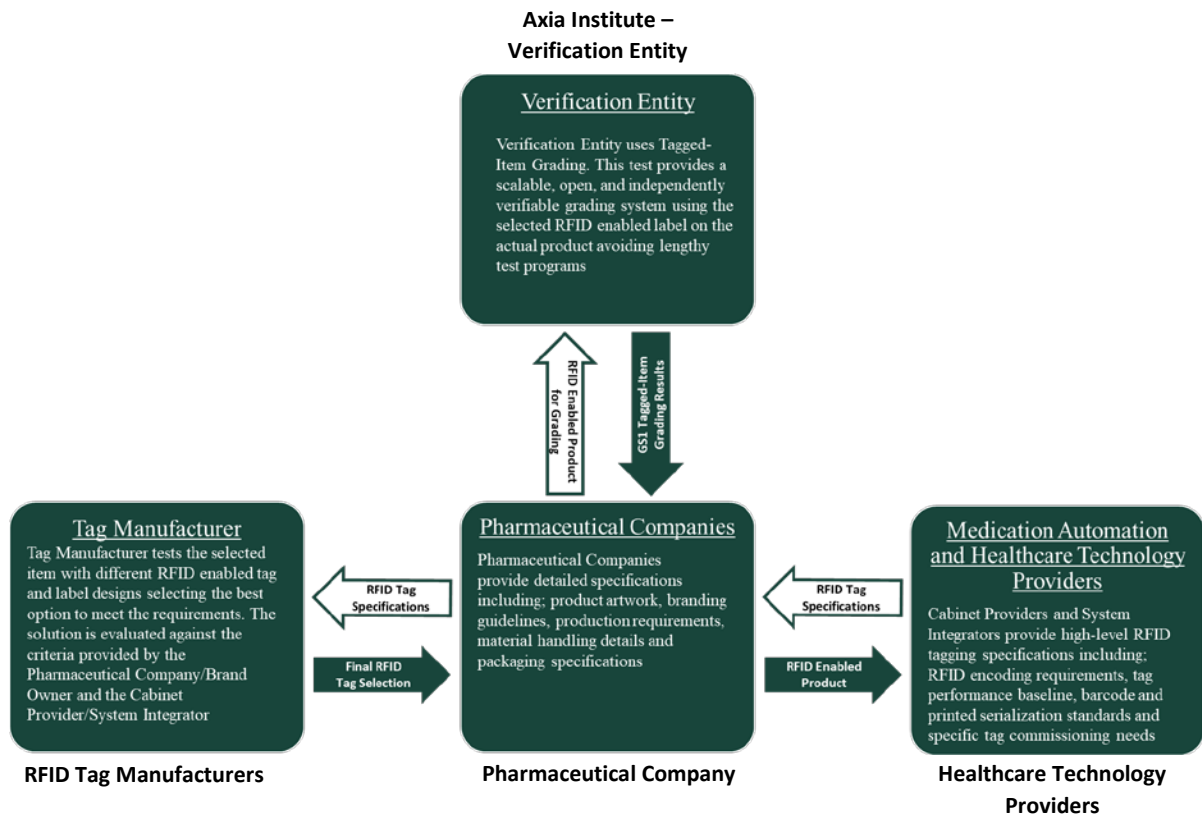 Axia Institute –
Verification Entity
Verification Entity
Verification Entity uses Tagged-
Item Grading. This test provides a
scalable, open, and independently
verifiable grading system using the
selected RFID enabled label on the
actual product avoiding lengthy
test programs
RFID Enabled Product
for Grading
GS1 Tagged-Item
Grading Results
Tag Manufacturer
Tag Manufacturer tests the selected
item with different RFID enabled tag
and label designs selecting the best
option to meet the requirements. The
solution is evaluated against the
criteria provided by the
Pharmaceutical Company/Brand
Owner and the Cabinet
Provider/System Integrator
RFID Tag
Specifications
Final RFID
Tag Selection
Pharmaceutical Companies
Pharmaceutical Companies
provide detailed specifications
including; product artwork, branding
guidelines, production requirements,
material handling details and
packaging specifications
RFID Tag
Specifications
RFID Enabled
Product
Medication Automation
and Healthcare Technology
Providers
Cabinet Providers and System
Integrators provide high-level RFID
tagging specifications including;
RFID encoding requirements, tag
performance baseline, barcode and
printed serialization standards and
specific tag commissioning needs
RFID Tag Manufacturers
Pharmaceutical Company
Healthcare Technology
Providers